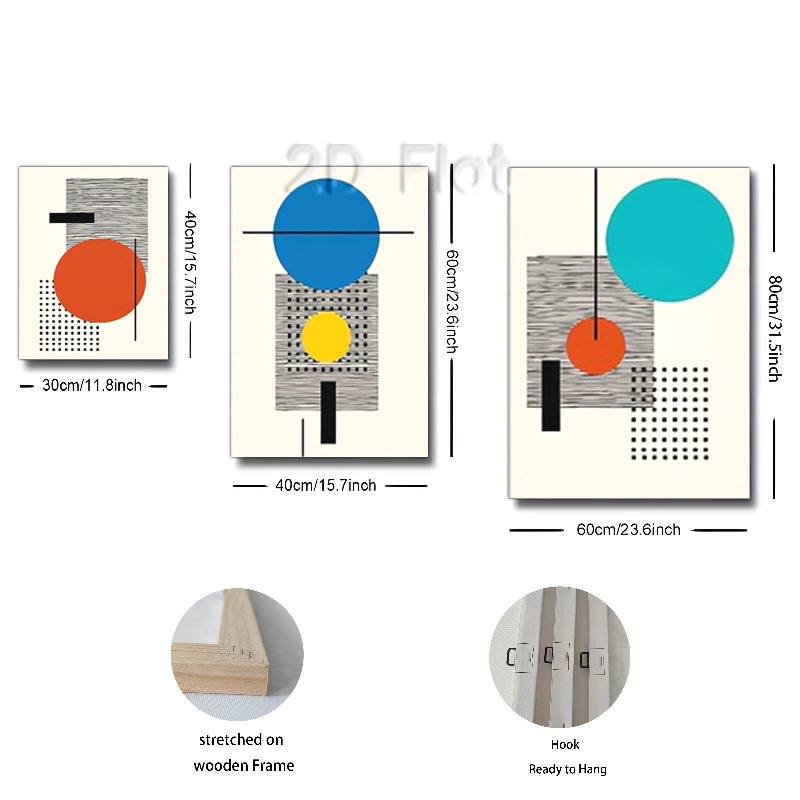 2D Flat
40cm/15.7inch
30cm/11.8inch
60cm/23.6inch
40cm/15.7inch
80cm/31.5inch
60cm/23.6inch
stretched on
wooden Frame
Hook
Ready to Hang